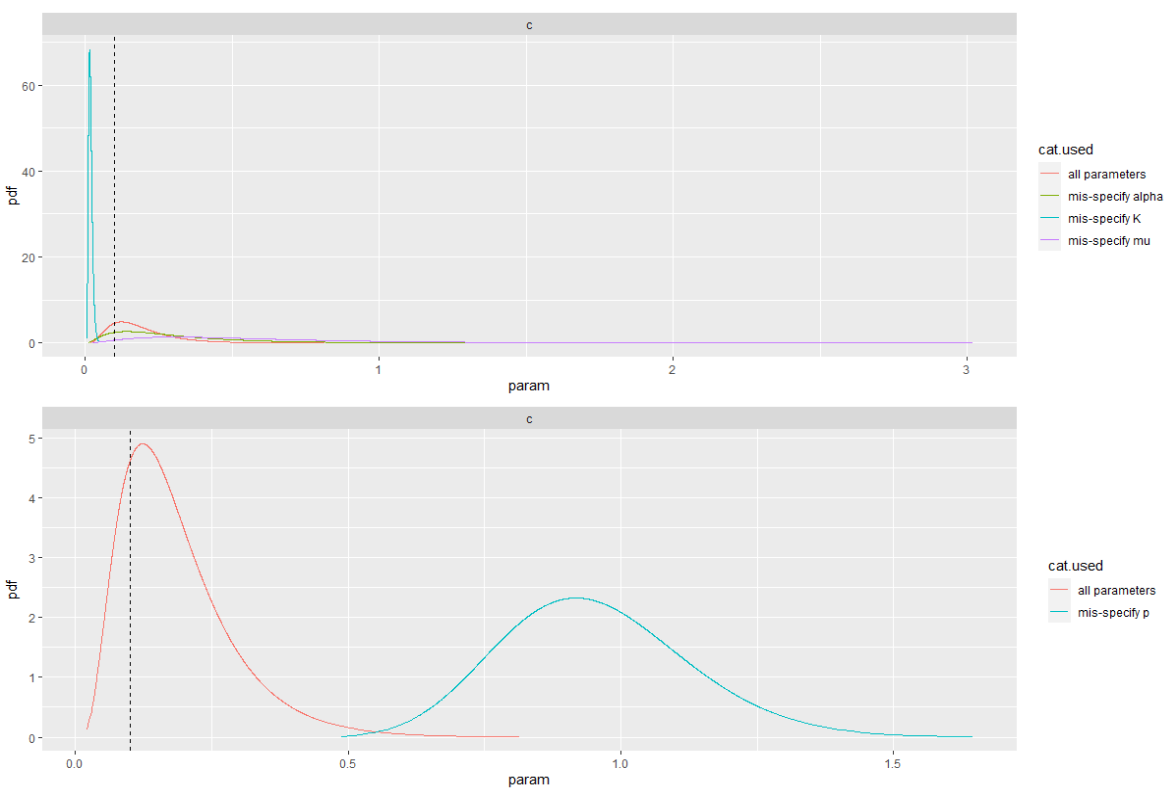 c
60
40
20
0
pdf
0 1 2 3
param
cat.used
all parameters
mis-specify alpha
mis-specify K
mis-specify mu
c
5
4
3
2
1
0
pdf
0.0 0.5 1.0 1.5
param
cat.used
all parameters
mis-specify p